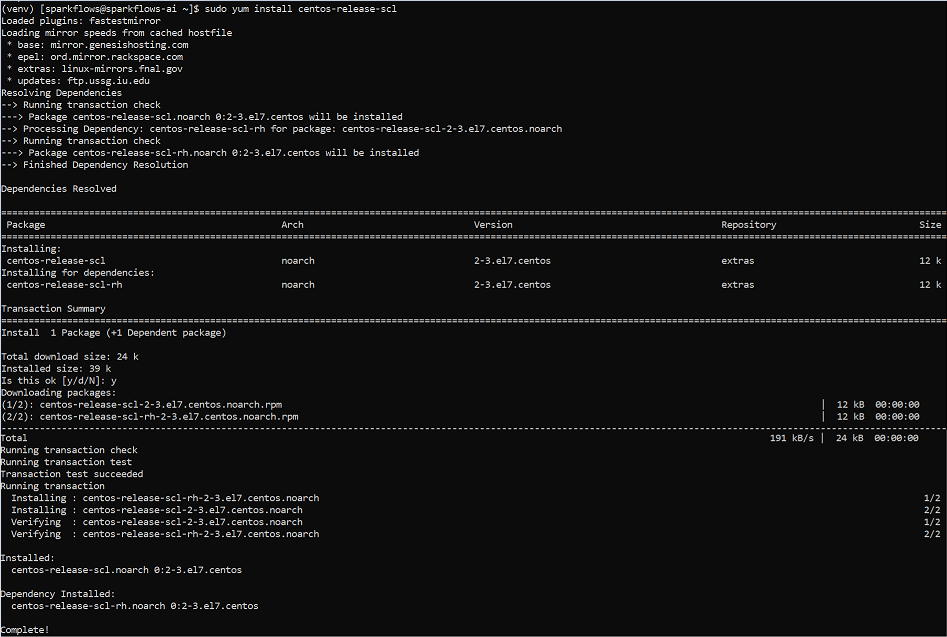 (venv) [sparkflows@sparkflows-ai ~]$ sudo yum install centos-release-scl
Loaded plugins: fastestmirror
Loading mirror speeds from cached hostfile
 * base: mirror.genesishosting.com
 * epel: ord.mirror.rackspace.com
 * extras: linux-mirrors.fnal.gov
 * updates: ftp.ussg.iu.edu
Resolving Dependencies
--> Running transaction check
---> Package centos-release-scl.noarch 0:2-3.el7.centos will be installed
--> Processing Dependency: centos-release-scl-rh for package: centos-release-scl-2-3.el7.centos.noarch
--> Running transaction check
---> Package centos-release-scl-rh.noarch 0:2-3.el7.centos will be installed
--> Finished Dependency Resolution

Dependencies Resolved

================================================================================
 Package Arch Version Repository Size
================================================================================
Installing:
 centos-release-scl noarch 2-3.el7.centos extras 12 k
Installing for dependencies:
 centos-release-scl-rh noarch 2-3.el7.centos extras 12 k

Transaction Summary
================================================================================
Install  1 Package (+1 Dependent package)

Total download size: 24 k
Installed size: 39 k
Is this ok [y/d/N]: y
Downloading packages:
(1/2): centos-release-scl-2-3.el7.centos.noarch.rpm | 12 kB 00:00:00
(2/2): centos-release-scl-rh-2-3.el7.centos.noarch.rpm | 12 kB 00:00:00
--------------------------------------------------------------------------------
Total 191 kB/s | 24 kB 00:00:00
Running transaction check
Running transaction test
Transaction test succeeded
Running transaction
  Installing : centos-release-scl-rh-2-3.el7.centos.noarch 1/2
  Installing : centos-release-scl-2-3.el7.centos.noarch 2/2
  Verifying  : centos-release-scl-2-3.el7.centos.noarch 1/2
  Verifying  : centos-release-scl-rh-2-3.el7.centos.noarch 2/2

Installed:
  centos-release-scl.noarch 0:2-3.el7.centos

Dependency Installed:
  centos-release-scl-rh.noarch 0:2-3.el7.centos

Complete!